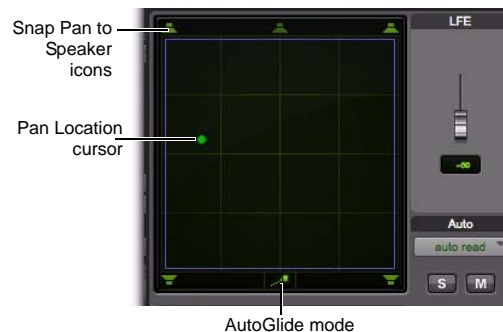 Snap Pan to
Speaker
icons
Pan Location
cursor
LFE
-∞
Auto
auto read
S M
AutoGlide mode